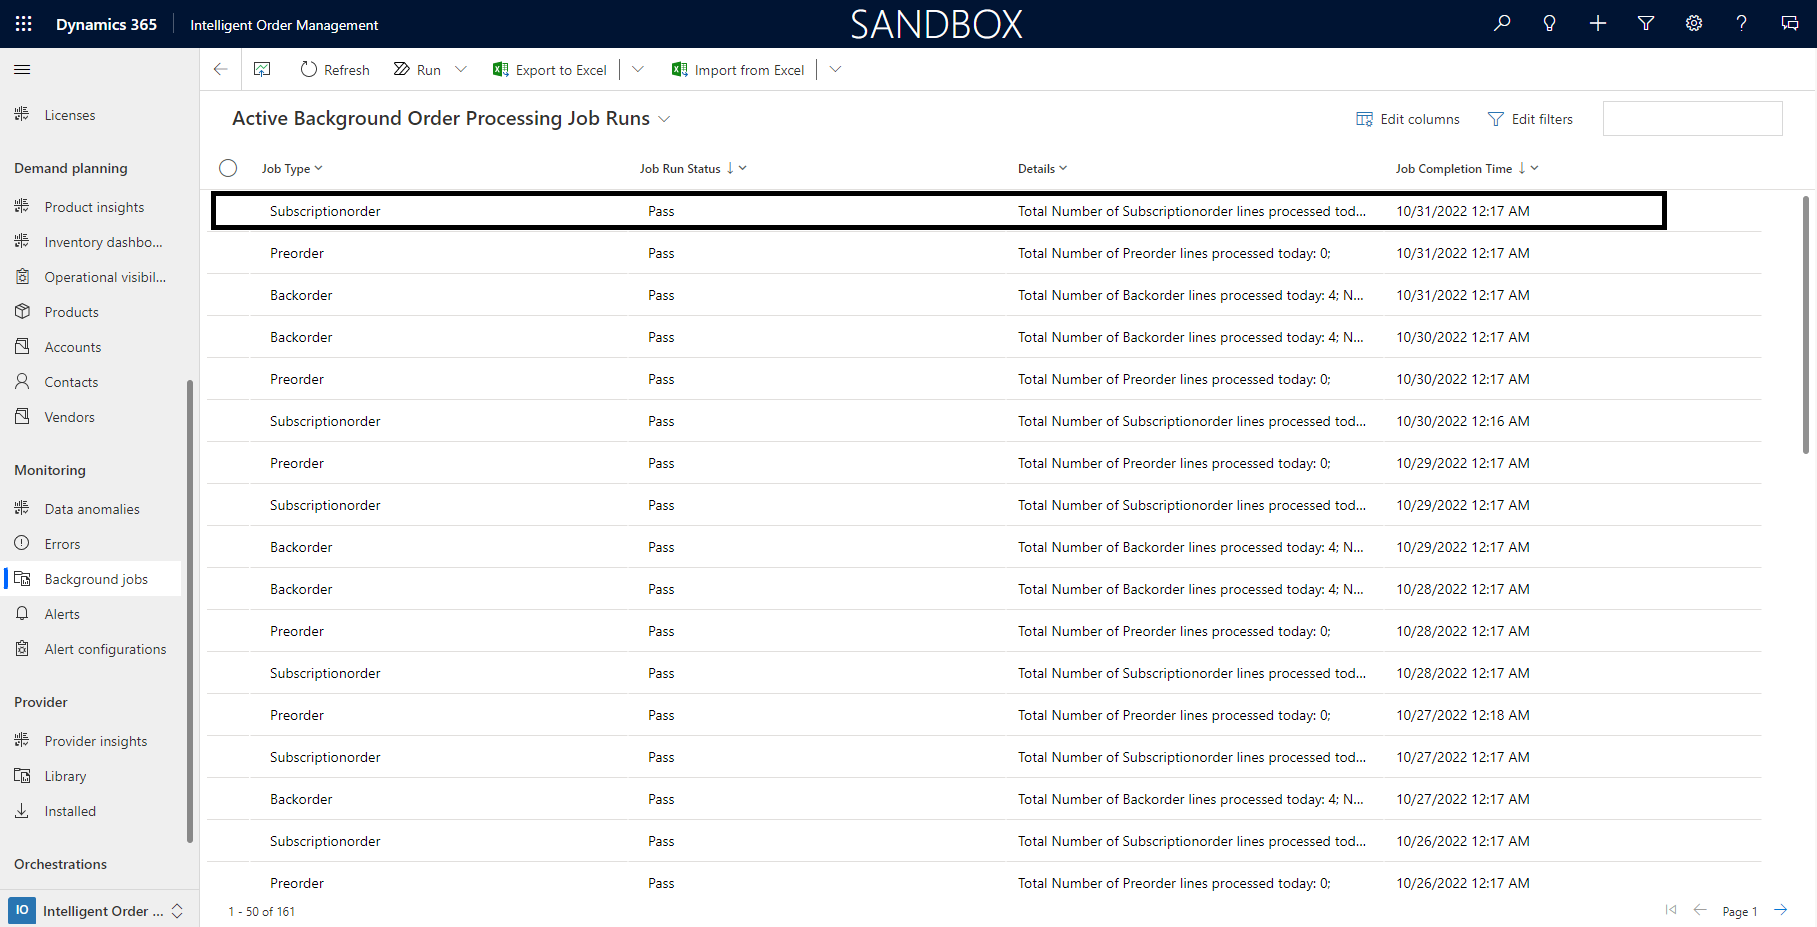 Dynamics 365 Intelligent Order Management SANDBOX
Refresh Run Export to Excel Import from Excel
Licenses
Demand planning
Product insights
Inventory dashbo...
Operational visibil...
Products
Accounts
Contacts
Vendors
Monitoring
Data anomalies
Errors
Background jobs
Alerts
Alert configurations
Provider
Provider insights
Library
Installed
Orchestrations
IO Intelligent Order ...
Active Background Order Processing Job Runs Edit columns Edit filters
Job Type Job Run Status Details Job Completion Time
Subscriptionorder Pass Total Number of Subscriptionorder lines processed tod... 10/31/2022 12:17 AM
Preorder Pass Total Number of Preorder lines processed today: 0; 10/31/2022 12:17 AM
Backorder Pass Total Number of Backorder lines processed today: 4; N... 10/31/2022 12:17 AM
Backorder Pass Total Number of Backorder lines processed today: 4; N... 10/30/2022 12:17 AM
Preorder Pass Total Number of Preorder lines processed today: 0; 10/30/2022 12:17 AM
Subscriptionorder Pass Total Number of Subscriptionorder lines processed tod... 10/30/2022 12:16 AM
Preorder Pass Total Number of Preorder lines processed today: 0; 10/29/2022 12:17 AM
Subscriptionorder Pass Total Number of Subscriptionorder lines processed tod... 10/29/2022 12:17 AM
Backorder Pass Total Number of Backorder lines processed today: 4; N... 10/29/2022 12:17 AM
Backorder Pass Total Number of Backorder lines processed today: 4; N... 10/28/2022 12:17 AM
Preorder Pass Total Number of Preorder lines processed today: 0; 10/28/2022 12:17 AM
Subscriptionorder Pass Total Number of Subscriptionorder lines processed tod... 10/28/2022 12:17 AM
Preorder Pass Total Number of Preorder lines processed today: 0; 10/27/2022 12:18 AM
Subscriptionorder Pass Total Number of Subscriptionorder lines processed tod... 10/27/2022 12:17 AM
Backorder Pass Total Number of Backorder lines processed today: 4; N... 10/27/2022 12:17 AM
Subscriptionorder Pass Total Number of Subscriptionorder lines processed tod... 10/26/2022 12:17 AM
Preorder Pass Total Number of Preorder lines processed today: 0; 10/26/2022 12:17 AM
1 - 50 of 161 Page 1